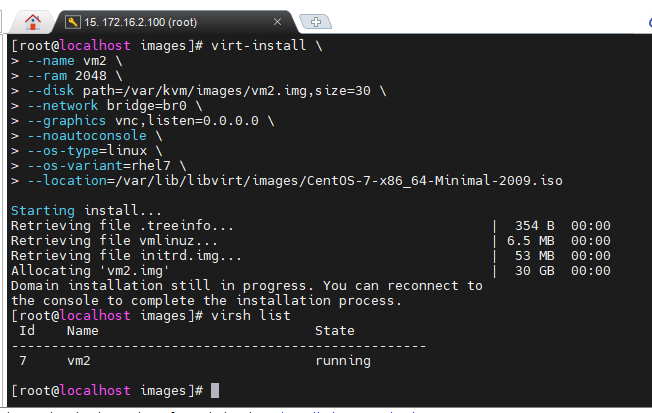 15. 172.16.2.100 (root)
[root@localhost images]# virt-install \
> --name vm2 \
> --ram 2048 \
> --disk path=/var/kvm/images/vm2.img,size=30 \
> --network bridge=br0 \
> --graphics vnc,listen=0.0.0.0 \
> --noautoconsole \
> --os-type=linux \
> --os-variant=rhel7 \
> --location=/var/lib/libvirt/images/CentOS-7-x86_64-Minimal-2009.iso
Starting install...
Retrieving file .treeinfo... | 354 B 00:00
Retrieving file vmlinuz... | 6.5 MB 00:00
Retrieving file initrd.img... | 53 MB 00:00
Allocating 'vm2.img' | 30 GB 00:00
Domain installation still in progress. You can reconnect to
the console to complete the installation process.
[root@localhost images]# virsh list
Id Name State
----------------------------------------------------
7 vm2 running
[root@localhost images]#